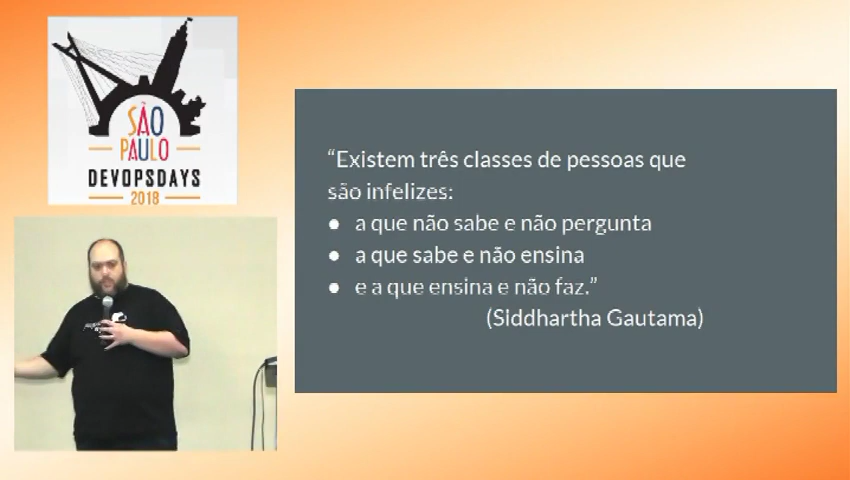 SÃO
PAULO
DEVOPSDAYS
2018
“Existem três classes de pessoas que
são infelizes:
● a que não sabe e não pergunta
● a que sabe e não ensina
● e a que ensina e não faz.”
(Siddhartha Gautama)